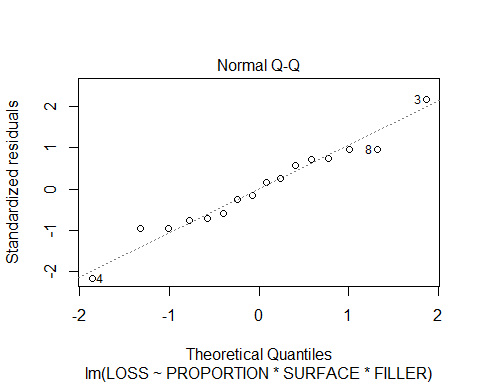 Normal Q-Q
Standardized residuals
2
1
0
-1
-2
3
8
4
-2 -1 0 1 2
Theoretical Quantiles
lm(LOSS ~ PROPORTION * SURFACE * FILLER)